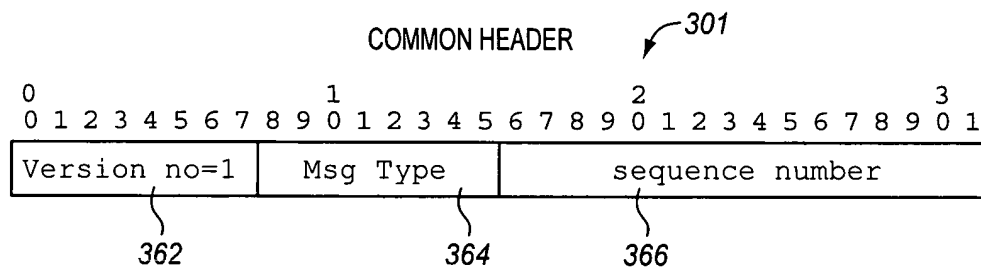 COMMON HEADER 301
0 1 2 3
0 1 2 3 4 5 6 7 8 9 0 1 2 3 4 5 6 7 8 9 0 1 2 3 4 5 6 7 8 9 0 1
Version no=1 Msg Type sequence number
362 364 366